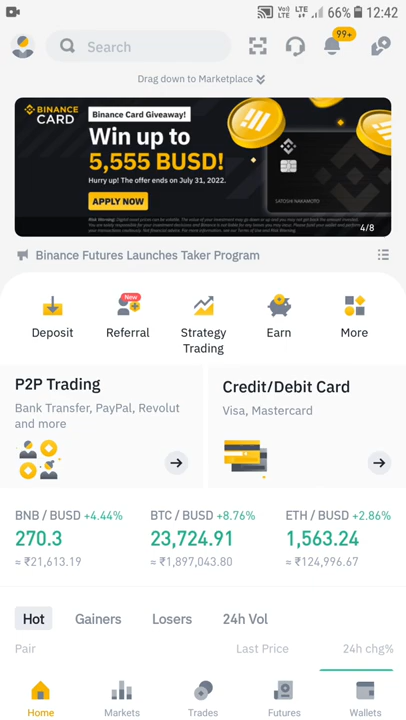 Vo) LTE LTE 66% 12:42
Search
99+
Drag down to Marketplace
BINANCE CARD
Binance Card Giveaway!
Win up to
5,555 BUSD!
Hurry up! The offer ends on July 31, 2022.
APPLY NOW
SATOSHI NAKAMOTO
4/8
Binance Futures Launches Taker Program
New
Deposit Referral Strategy Trading Earn More
P2P Trading
Bank Transfer, PayPal, Revolut
and more
Credit/Debit Card
Visa, Mastercard
BNB / BUSD +4.44% BTC / BUSD +8.76% ETH / BUSD +2.86%
270.3 23,724.91 1,563.24
≈ ₹21,613.19 ≈ ₹1,897,043.80 ≈ ₹124,996.67
Hot Gainers Losers 24h Vol
Pair Last Price 24h chg%
Home Markets Trades Futures Wallets